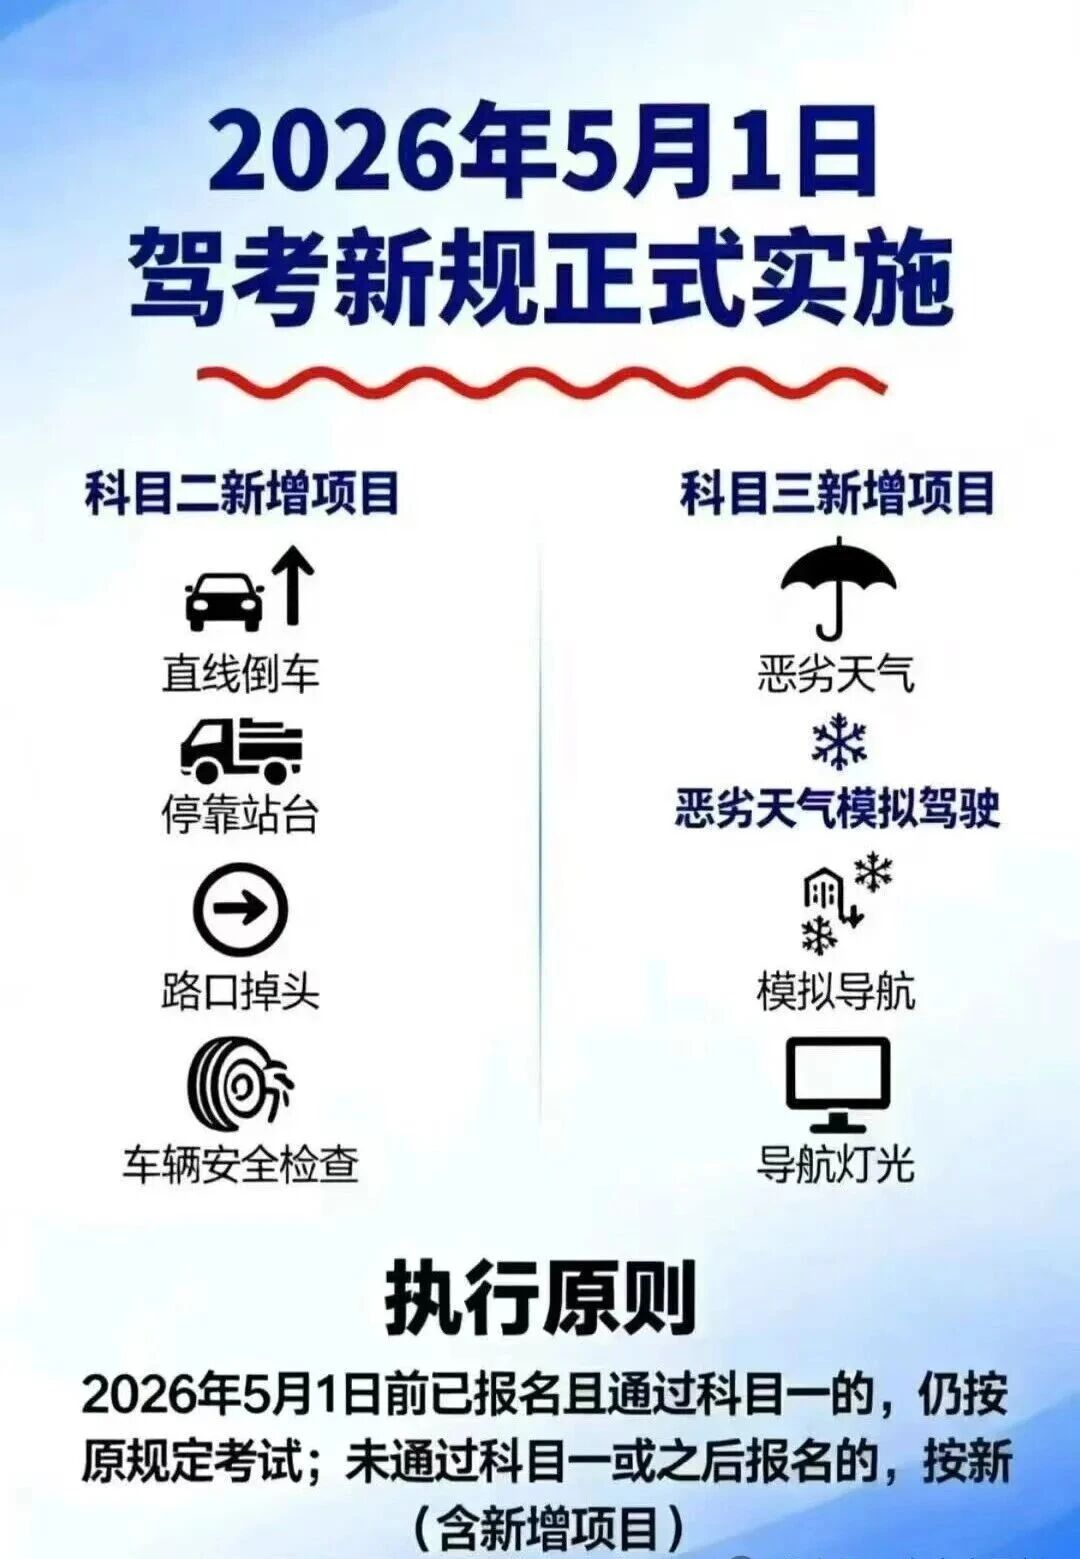 2026年5月1日
驾考新规正式实施
科目二新增项目
直线倒车
停靠站台
路口掉头
车辆安全检查
科目三新增项目
恶劣天气
恶劣天气模拟驾驶
模拟导航
导航灯光
执行原则
2026年5月1日前已报名且通过科目一的，仍按
原规定考试；未通过科目一或之后报名的，按新
（含新增项目）